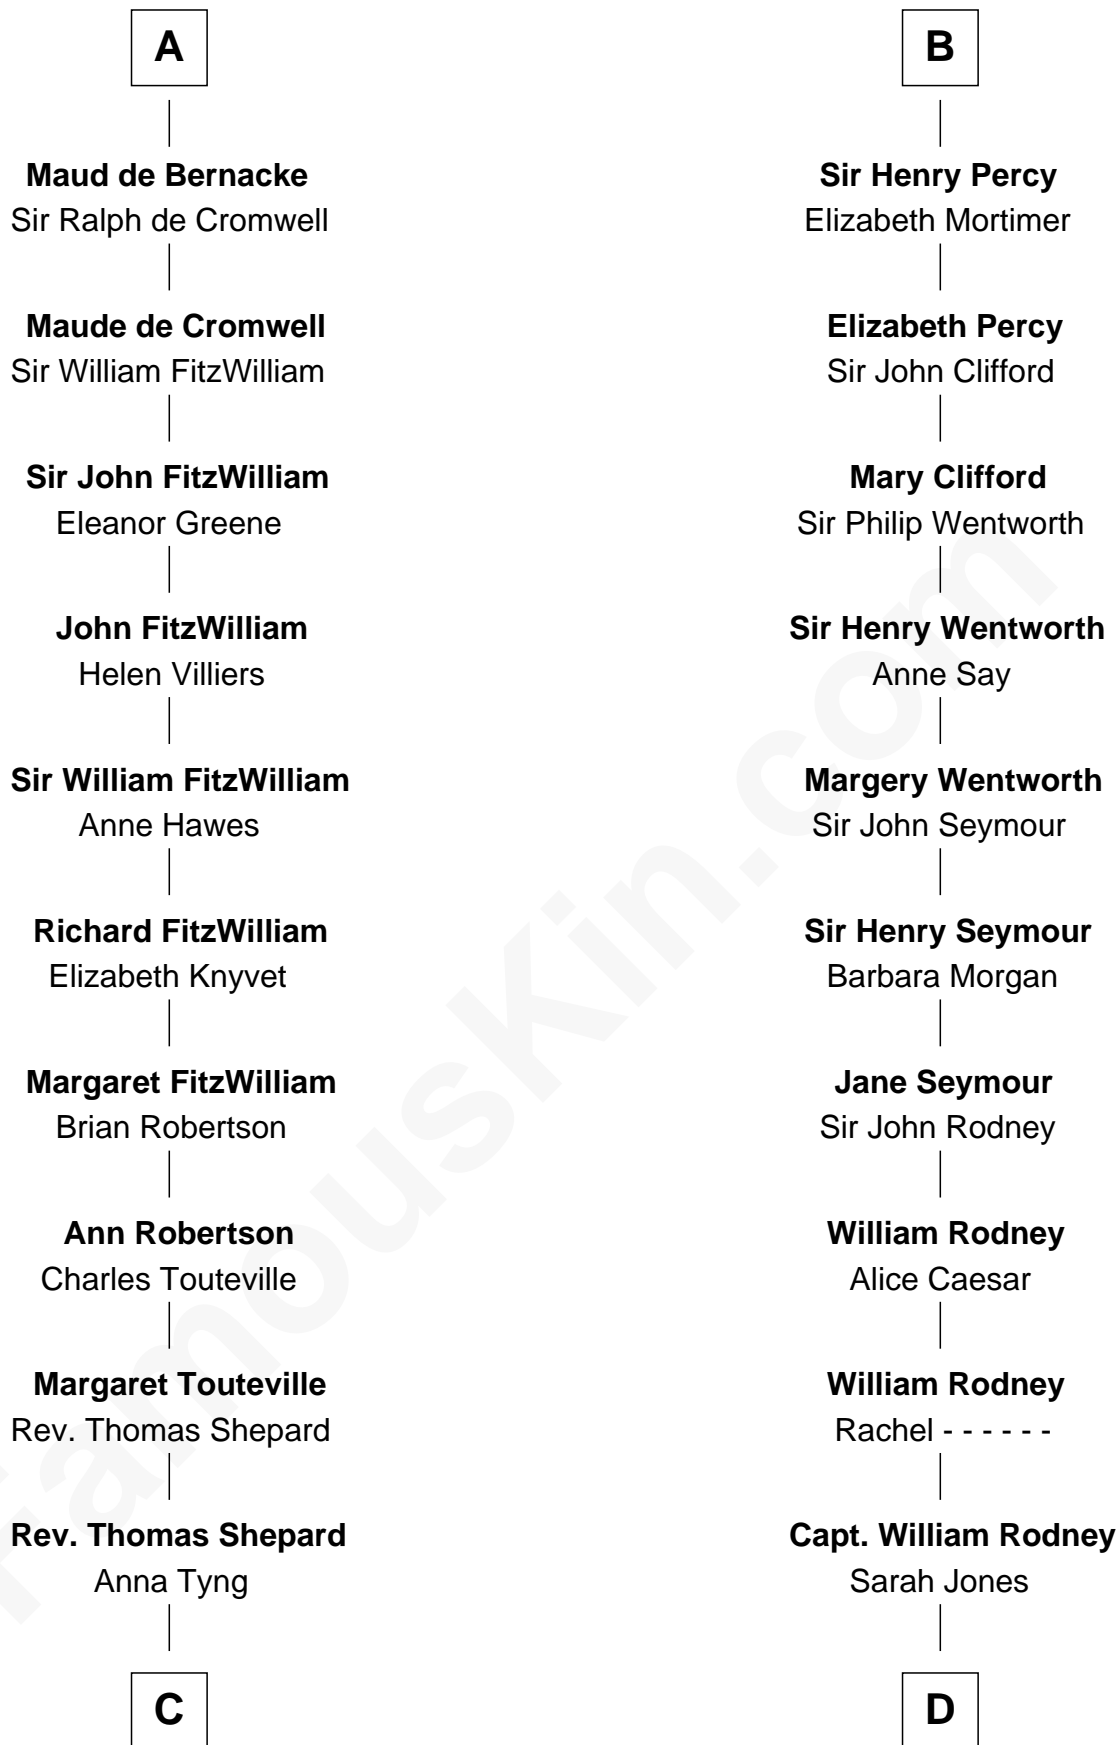 A
Maud de Bernacke
Sir Ralph de Cromwell
Maude de Cromwell
Sir William FitzWilliam
Sir John FitzWilliam
Eleanor Greene
John FitzWilliam
Helen Villiers
Sir William FitzWilliam
Anne Hawes
Richard FitzWilliam
Elizabeth Knyvet
Margaret FitzWilliam
Brian Robertson
Ann Robertson
Charles Touteville
Margaret Touteville
Rev. Thomas Shepard
Rev. Thomas Shepard
Anna Tyng
C
B
Sir Henry Percy
Elizabeth Mortimer
Elizabeth Percy
Sir John Clifford
Mary Clifford
Sir Philip Wentworth
Sir Henry Wentworth
Anne Say
Margery Wentworth
Sir John Seymour
Sir Henry Seymour
Barbara Morgan
Jane Seymour
Sir John Rodney
William Rodney
Alice Caesar
William Rodney
Rachel - - - - - -
Capt. William Rodney
Sarah Jones
D
FamousKin.com